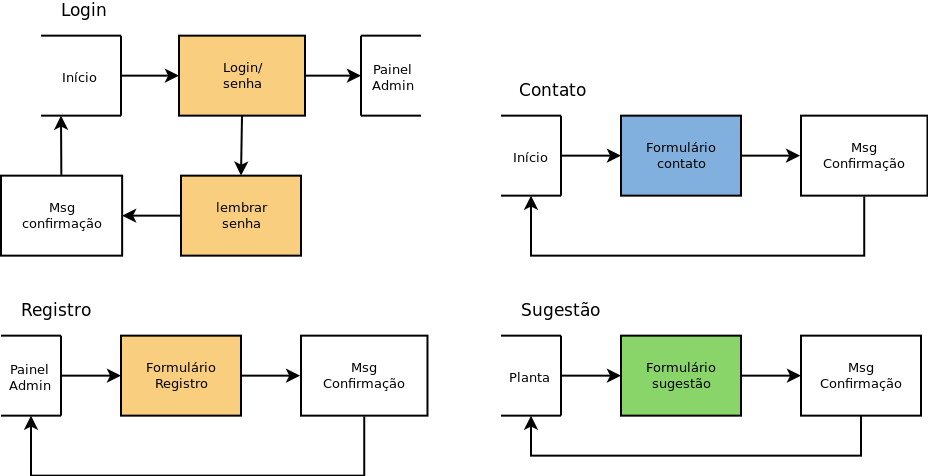 Login
Início
Login/
senha
Painel
Admin
Msg
confirmação
lembrar
senha
Contato
Início
Formulário
contato
Msg
Confirmação
Registro
Painel
Admin
Formulário
Registro
Msg
Confirmação
Sugestão
Planta
Formulário
sugestão
Msg
Confirmação